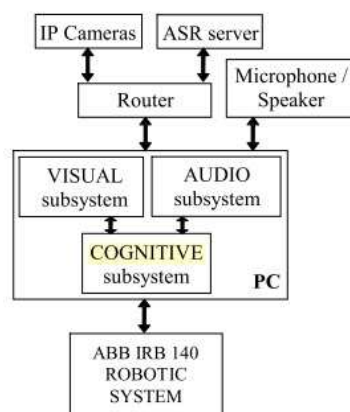 IP Cameras
ASR server
Router
Microphone /
Speaker
VISUAL
subsystem
AUDIO
subsystem
COGNITIVE
subsystem
PC
ABB IRB 140
ROBOTIC
SYSTEM